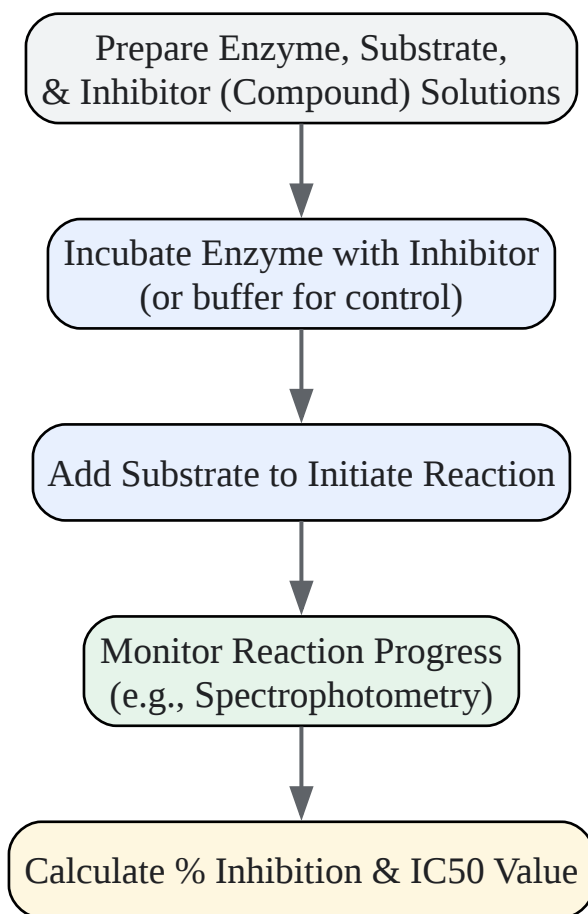 Prepare Enzyme, Substrate,
& Inhibitor (Compound) Solutions
Incubate Enzyme with Inhibitor
(or buffer for control)
Add Substrate to Initiate Reaction
Monitor Reaction Progress
(e.g., Spectrophotometry)
Calculate % Inhibition & IC50 Value